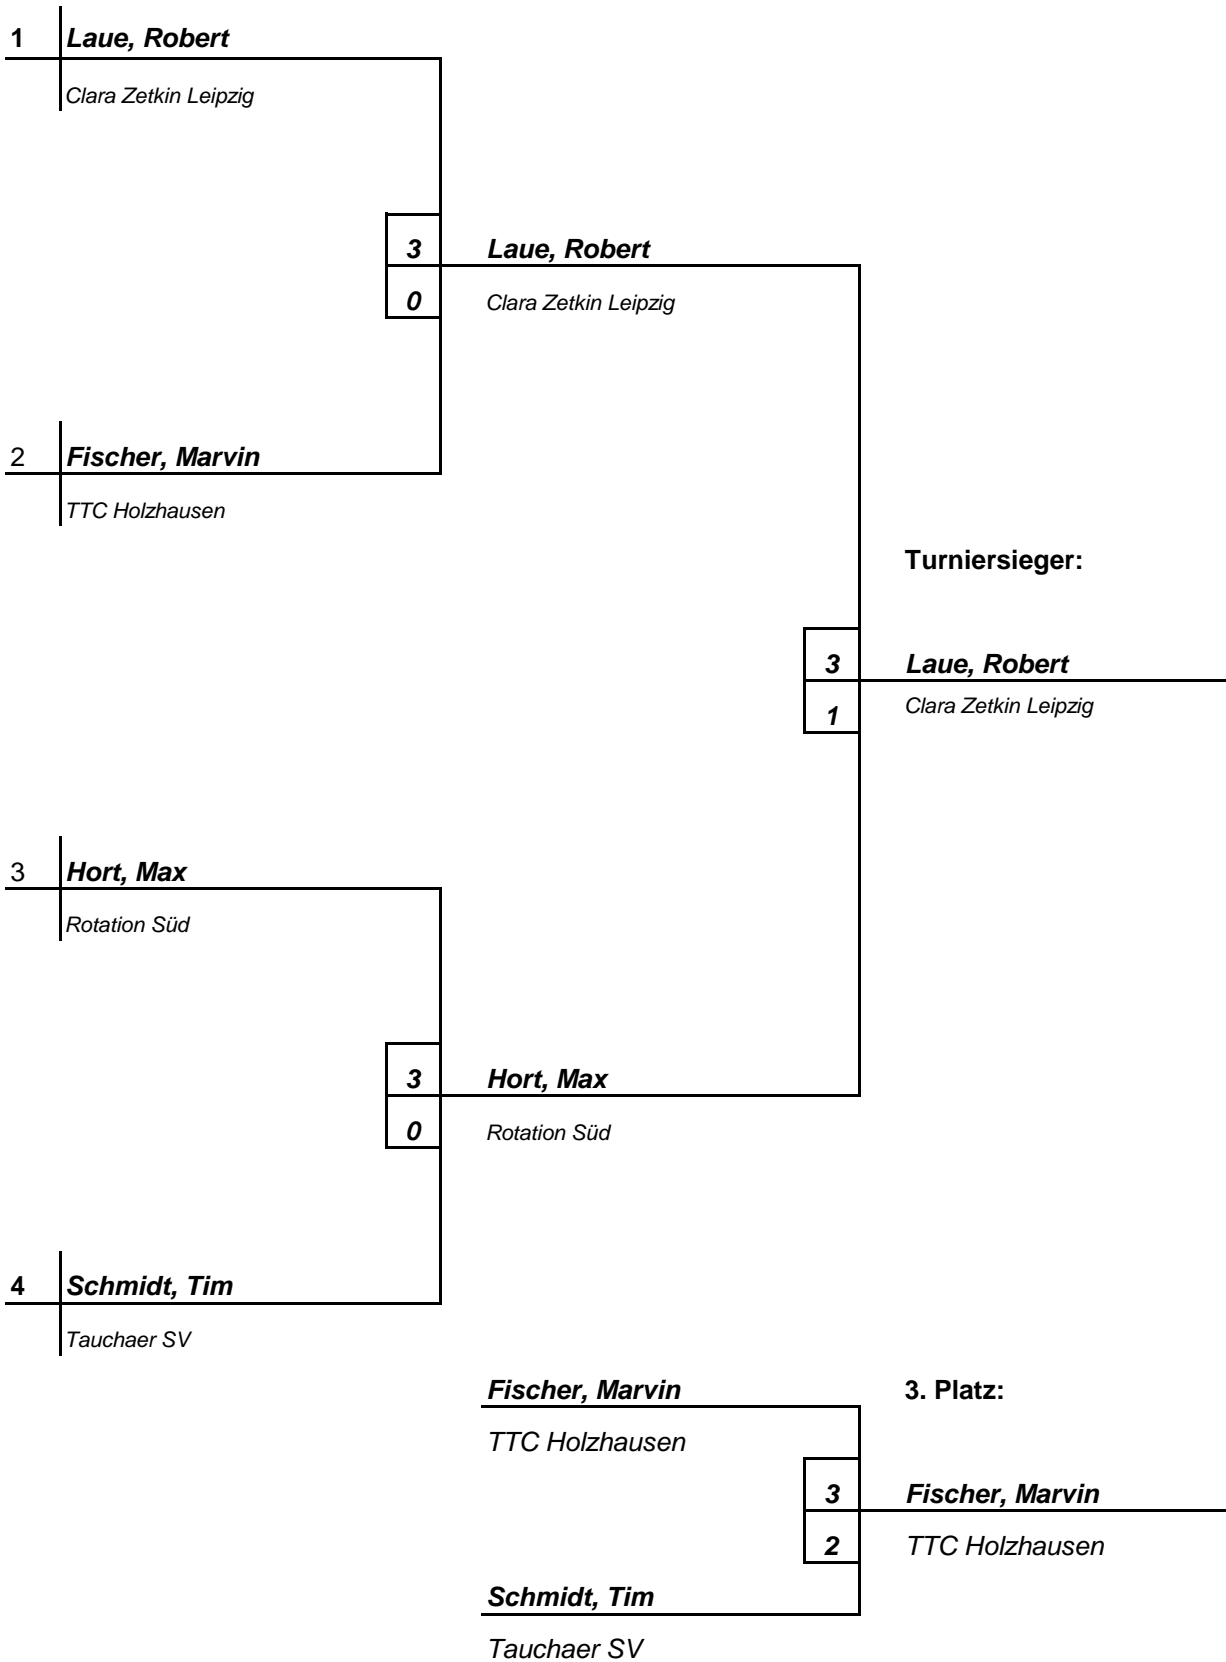 1 Laue, Robert
Clara Zetkin Leipzig
3 Laue, Robert
0 Clara Zetkin Leipzig
2 Fischer, Marvin
TTC Holzhausen
Turniersieger:
3 Laue, Robert
1 Clara Zetkin Leipzig
3 Hort, Max
Rotation Süd
3 Hort, Max
0 Rotation Süd
4 Schmidt, Tim
Tauchaer SV
Fischer, Marvin 3. Platz:
TTC Holzhausen
3 Fischer, Marvin
2 TTC Holzhausen
Schmidt, Tim
Tauchaer SV